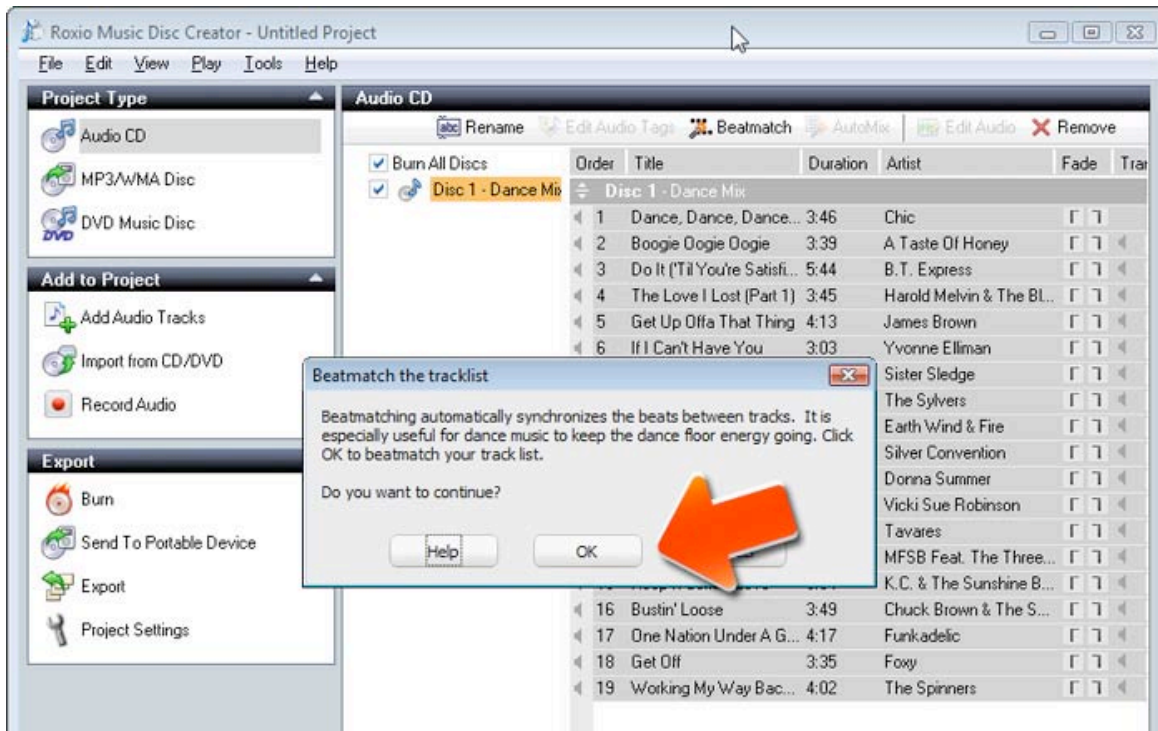 Roxio Music Disc Creator - Untitled Project
File Edit View Play Tools Help
Project Type
Audio CD
MP3/WMA Disc
DVD Music Disc
DVD
Add to Project
Add Audio Tracks
Import from CD/DVD
Record Audio
Export
Burn
Send To Portable Device
Export
Project Settings
Audio CD
abc Rename Edit Audio Tags Beatmatch AutoMix Edit Audio Remove
Burn All Discs
Disc 1 - Dance Mix
Order Title Duration Artist Fade Tran
Disc 1 - Dance Mix
1 Dance, Dance, Dance... 3:46 Chic
2 Boogie Oogie Oogie 3:39 A Taste Of Honey
3 Do It ('Til You're Satisfi... 5:44 B.T. Express
4 The Love I Lost (Part 1) 3:45 Harold Melvin & The Bl...
5 Get Up Offa That Thing 4:13 James Brown
6 If I Can't Have You 3:03 Yvonne Elliman
Sister Sledge
The Sylvers
Earth Wind & Fire
Silver Convention
Donna Summer
Vicki Sue Robinson
Tavares
MFSB Feat. The Three...
K.C. & The Sunshine B...
16 Bustin' Loose 3:49 Chuck Brown & The S...
17 One Nation Under A G... 4:17 Funkadelic
18 Get Off 3:35 Foxy
19 Working My Way Bac... 4:02 The Spinners
Beatmatch the tracklist
Beatmatching automatically synchronizes the beats between tracks. It is
especially useful for dance music to keep the dance floor energy going. Click
OK to beatmatch your track list.
Do you want to continue?
Help OK